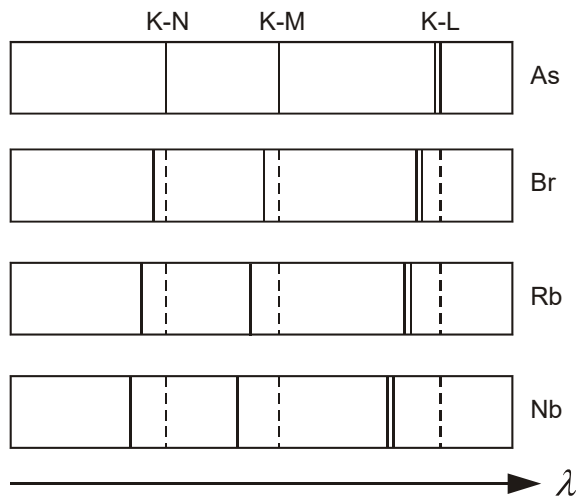 K-N K-M K-L
As
Br
Rb
Nb
λ